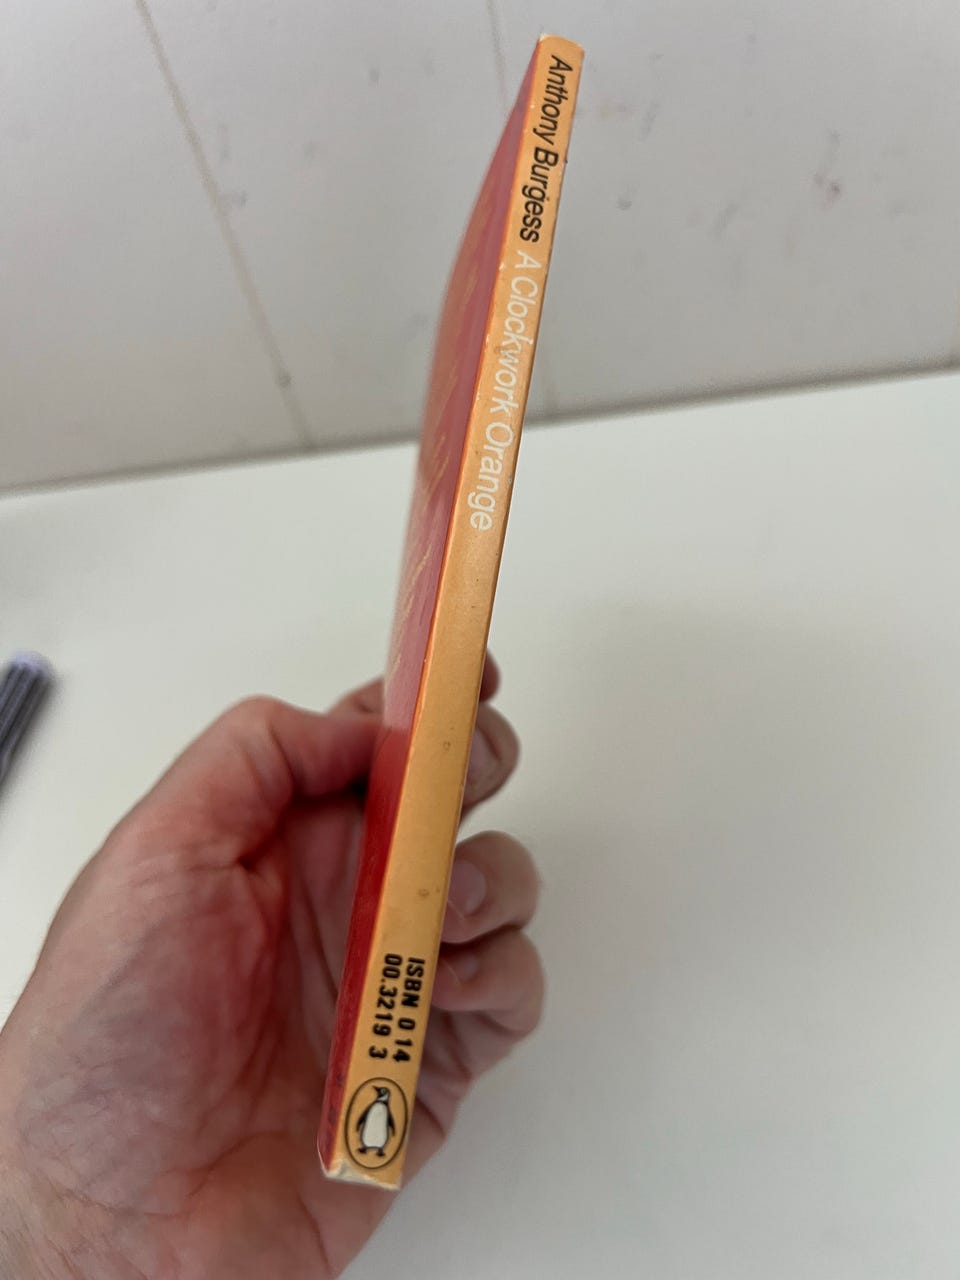 Anthony Burgess A Clockwork Orange
ISBN 0 14
00.3219 3